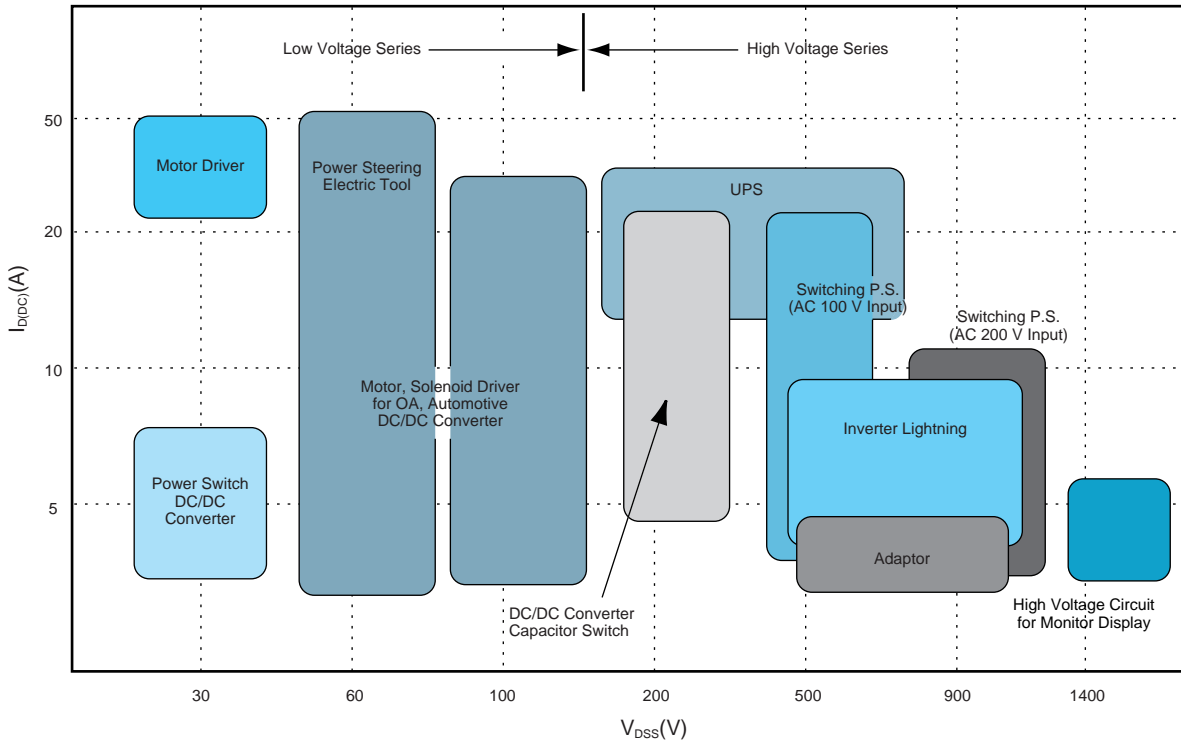 Low Voltage Series
High Voltage Series
50
20
10
5
I_D(DC)(A)
Motor Driver
Power Steering
Electric Tool
UPS
Switching P.S.
(AC 100 V Input)
Switching P.S.
(AC 200 V Input)
Motor, Solenoid Driver
for OA, Automotive
DC/DC Converter
Inverter Lightning
Power Switch
DC/DC
Converter
Adaptor
DC/DC Converter
Capacitor Switch
High Voltage Circuit
for Monitor Display
30
60
100
200
500
900
1400
V_DSS(V)